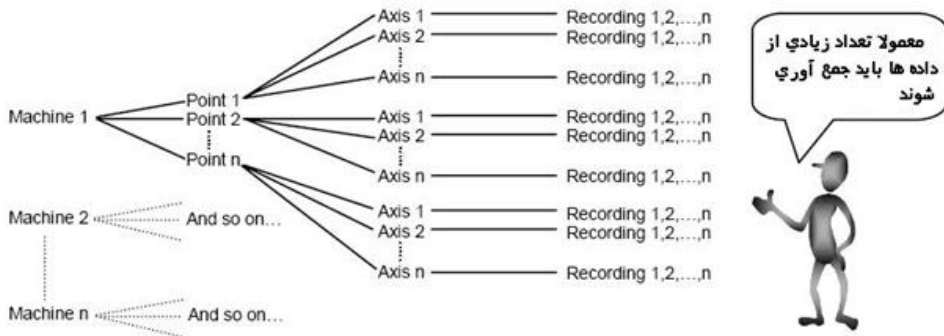 Axis 1 Recording 1,2,...,n
Axis 2 Recording 1,2,...,n
Axis n Recording 1,2,...,n
Point 1
Machine 1 Point 2 Axis 1 Recording 1,2,...,n
Axis 2 Recording 1,2,...,n
Point n
Axis n Recording 1,2,...,n
Axis 1 Recording 1,2,...,n
Machine 2 And so on...
Axis 2 Recording 1,2,...,n
Axis n Recording 1,2,...,n
Machine n And so on...
معمولا تعداد زيادي از
داده ها بايد جمع آوري
شوند